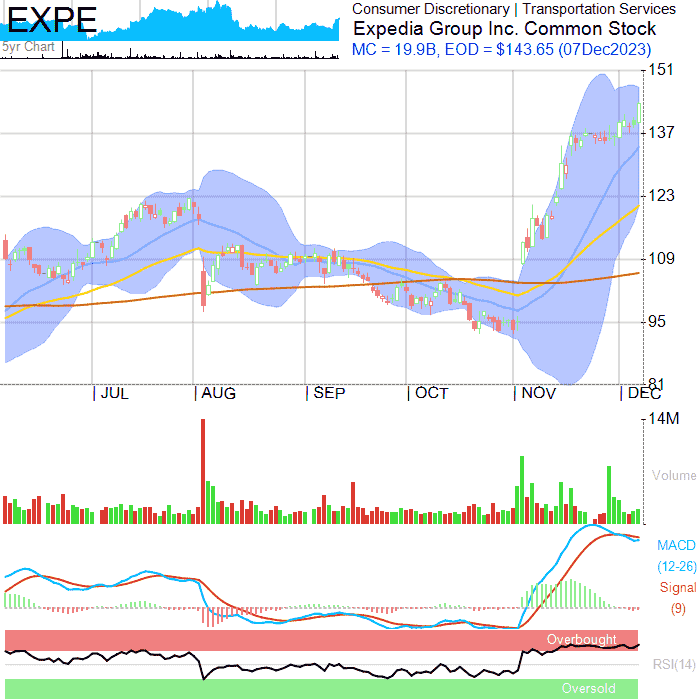 EXPE
5yr Chart
Consumer Discretionary | Transportation Services
Expedia Group Inc. Common Stock
MC = 19.9B, EOD = $143.65 (07Dec2023)
151
137
123
109
95
81
JUL AUG SEP OCT NOV DEC
14M
Volume
MACD
(12-26)
Signal
(9)
Overbought
RSI(14)
Oversold